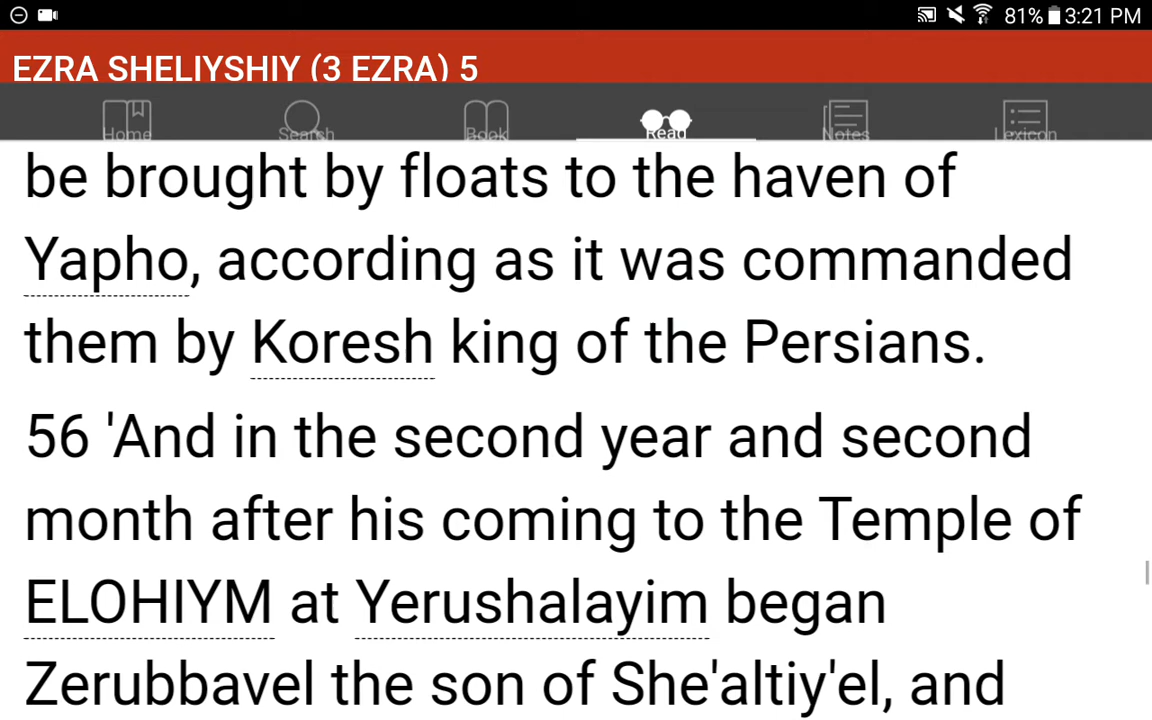 81% 3:21 PM
EZRA SHELIYSHIY (3 EZRA) 5
Home Search Book Read Notes Lexicon
be brought by floats to the haven of
Yapho, according as it was commanded
them by Koresh king of the Persians.
56 'And in the second year and second
month after his coming to the Temple of
ELOHIYM at Yerushalayim began
Zerubbavel the son of She'altiy'el, and